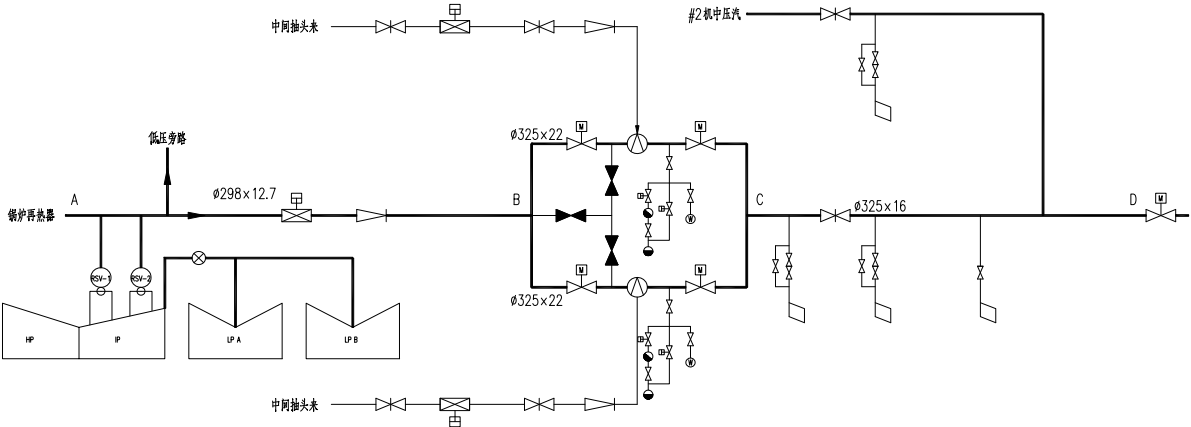 中间抽头来
#2机中压汽
M
M
ø325×22
低压旁路
A
ø298×12.7
B
C
D
M
锅炉再热器
ø325×16
W
RSV-1
RSV-2
M
M
ø325×22
HP
IP
LP A
LP B
W
中间抽头来